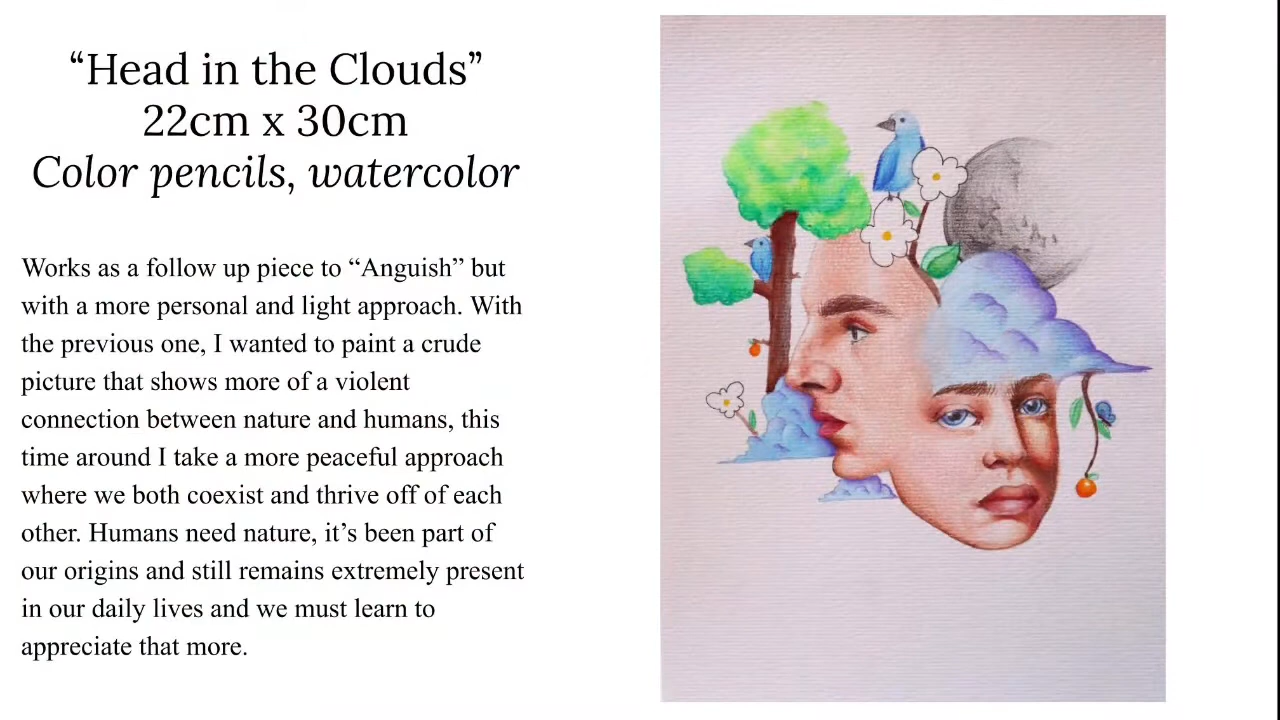 “Head in the Clouds”
22cm x 30cm
Color pencils, watercolor
Works as a follow up piece to “Anguish” but
with a more personal and light approach. With
the previous one, I wanted to paint a crude
picture that shows more of a violent
connection between nature and humans, this
time around I take a more peaceful approach
where we both coexist and thrive off of each
other. Humans need nature, it’s been part of
our origins and still remains extremely present
in our daily lives and we must learn to
appreciate that more.